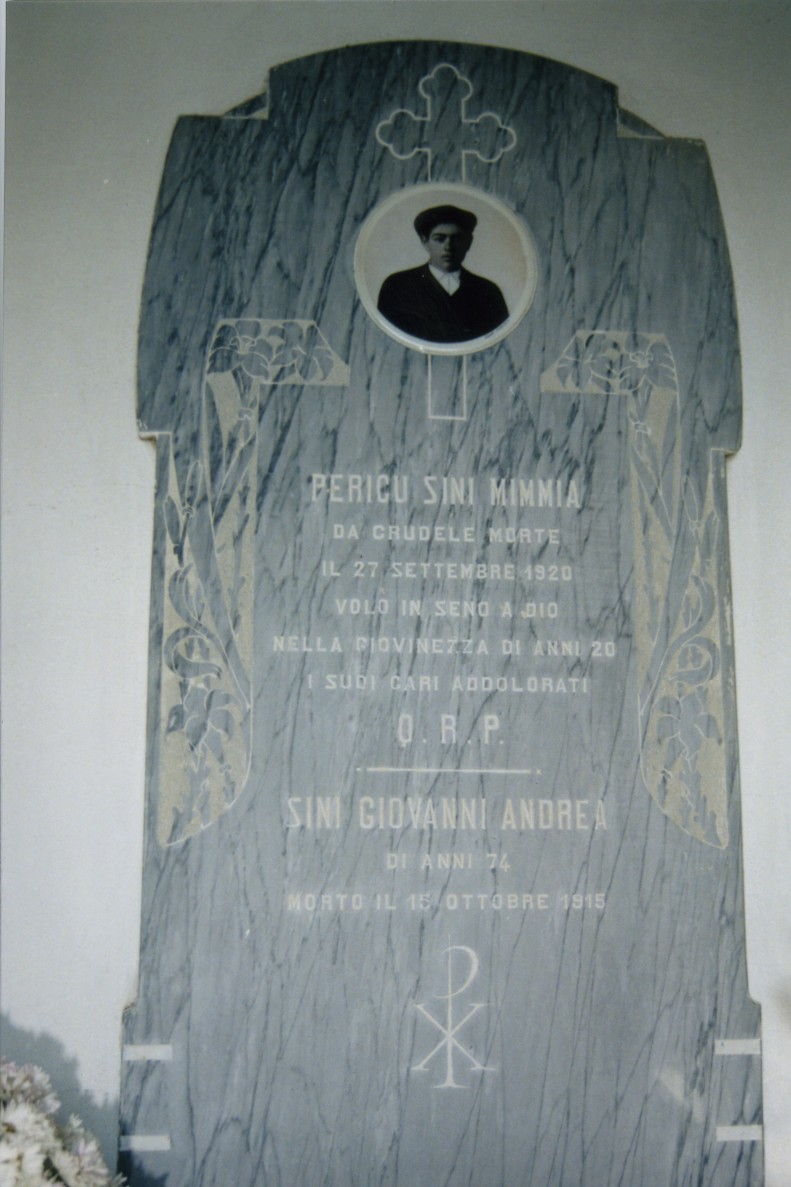 PERICU SINI MIMMIA
DA CRUDELE MORTE
IL 27 SETTEMBRE 1920
VOLÒ IN SENO A DIO
NELLA GIOVINEZZA DI ANNI 20
I SUOI CARI ADDOLORATI
Q.R.P.
SINI GIOVANNI ANDREA
DI ANNI 74
MORTO IL 15 OTTOBRE 1915